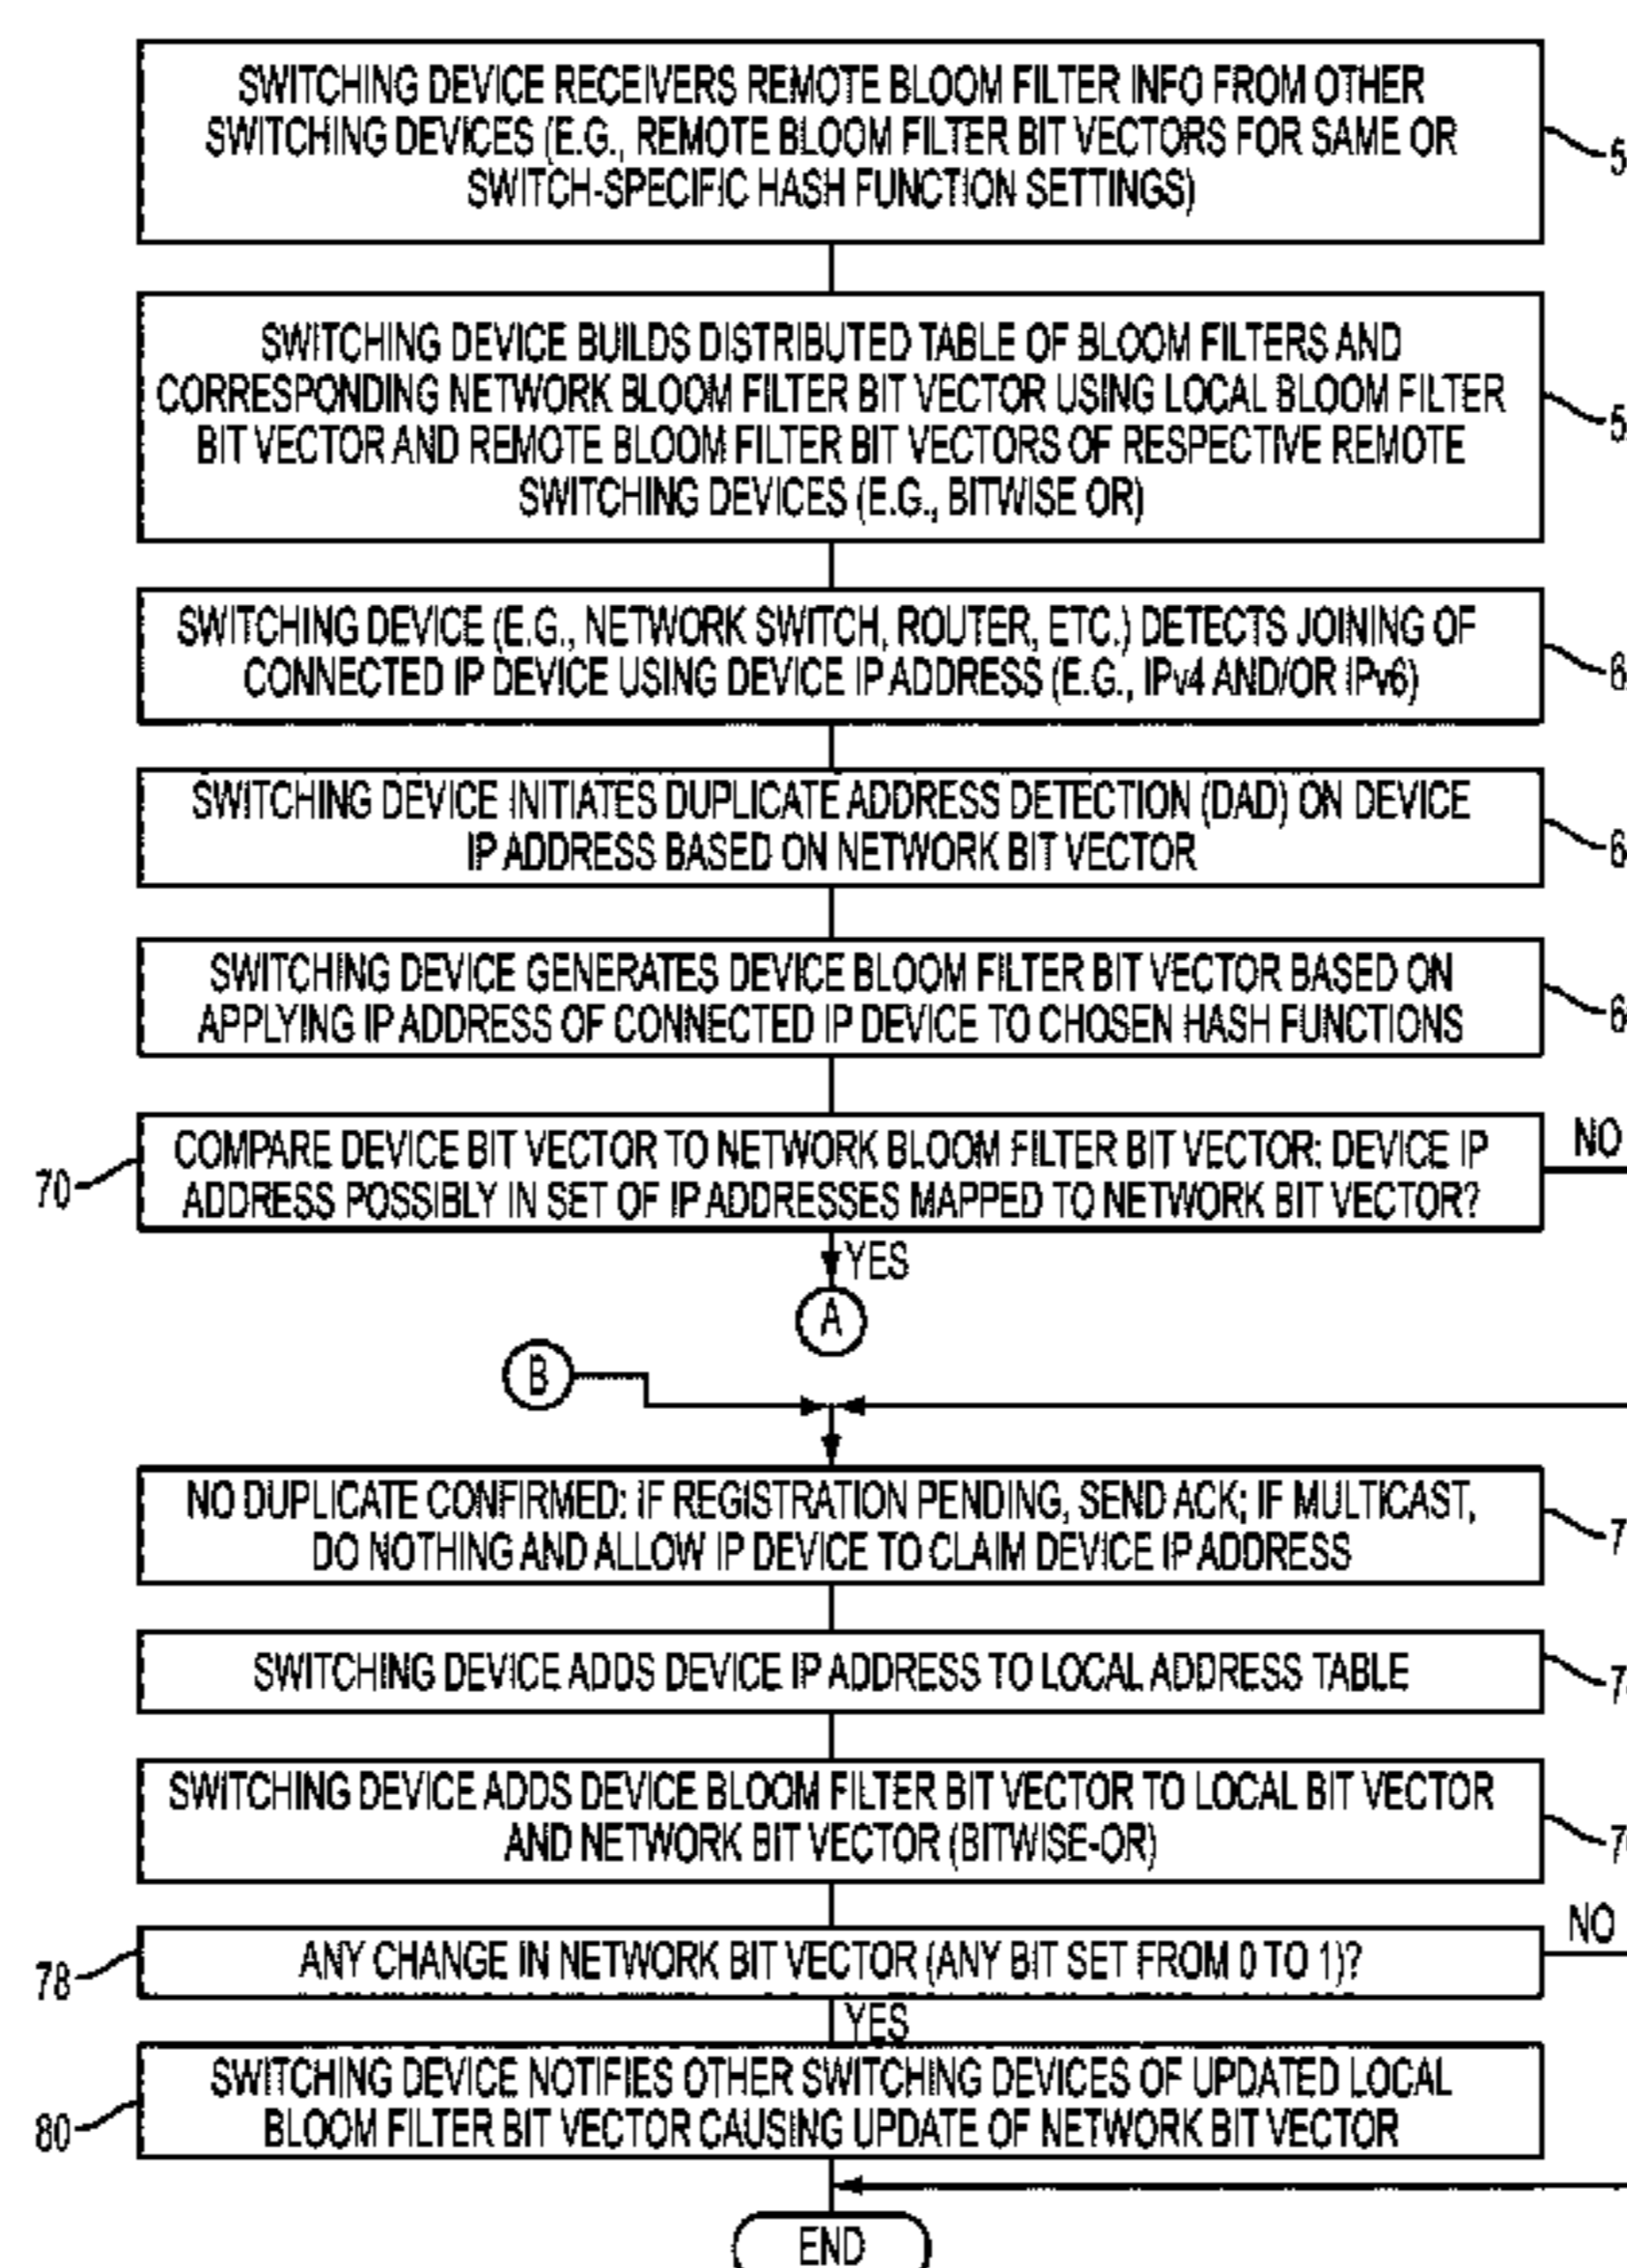 SWITCHING DEVICE RECEIVERS REMOTE BLOOM FILTER INFO FROM OTHER
SWITCHING DEVICES (E.G., REMOTE BLOOM FILTER BIT VECTORS FOR SAME OR
SWITCH-SPECIFIC HASH FUNCTION SETTINGS)
SWITCHING DEVICE BUILDS DISTRIBUTED TABLE OF BLOOM FILTERS AND
CORRESPONDING NETWORK BLOOM FILTER BIT VECTOR USING LOCAL BLOOM FILTER
BIT VECTOR AND REMOTE BLOOM FILTER BIT VECTORS OF RESPECTIVE REMOTE
SWITCHING DEVICES (E.G., BITWISE OR)
SWITCHING DEVICE (E.G., NETWORK SWITCH, ROUTER, ETC.) DETECTS JOINING OF
CONNECTED IP DEVICE USING DEVICE IP ADDRESS (E.G., IPv4 AND/OR IPv6)
SWITCHING DEVICE INITIATES DUPLICATE ADDRESS DETECTION (DAD) ON DEVICE
IP ADDRESS BASED ON NETWORK BIT VECTOR
SWITCHING DEVICE GENERATES DEVICE BLOOM FILTER BIT VECTOR BASED ON
APPLYING IP ADDRESS OF CONNECTED IP DEVICE TO CHOSEN HASH FUNCTIONS
COMPARE DEVICE BIT VECTOR TO NETWORK BLOOM FILTER BIT VECTOR: DEVICE IP
ADDRESS POSSIBLY IN SET OF IP ADDRESSES MAPPED TO NETWORK BIT VECTOR?
NO
70
YES
A
B
NO DUPLICATE CONFIRMED: IF REGISTRATION PENDING, SEND ACK; IF MULTICAST,
DO NOTHING AND ALLOW IP DEVICE TO CLAIM DEVICE IP ADDRESS
SWITCHING DEVICE ADDS DEVICE IP ADDRESS TO LOCAL ADDRESS TABLE
SWITCHING DEVICE ADDS DEVICE BLOOM FILTER BIT VECTOR TO LOCAL BIT VECTOR
AND NETWORK BIT VECTOR (BITWISE-OR)
ANY CHANGE IN NETWORK BIT VECTOR (ANY BIT SET FROM 0 TO 1)?
NO
78
YES
SWITCHING DEVICE NOTIFIES OTHER SWITCHING DEVICES OF UPDATED LOCAL
BLOOM FILTER BIT VECTOR CAUSING UPDATE OF NETWORK BIT VECTOR
80
END